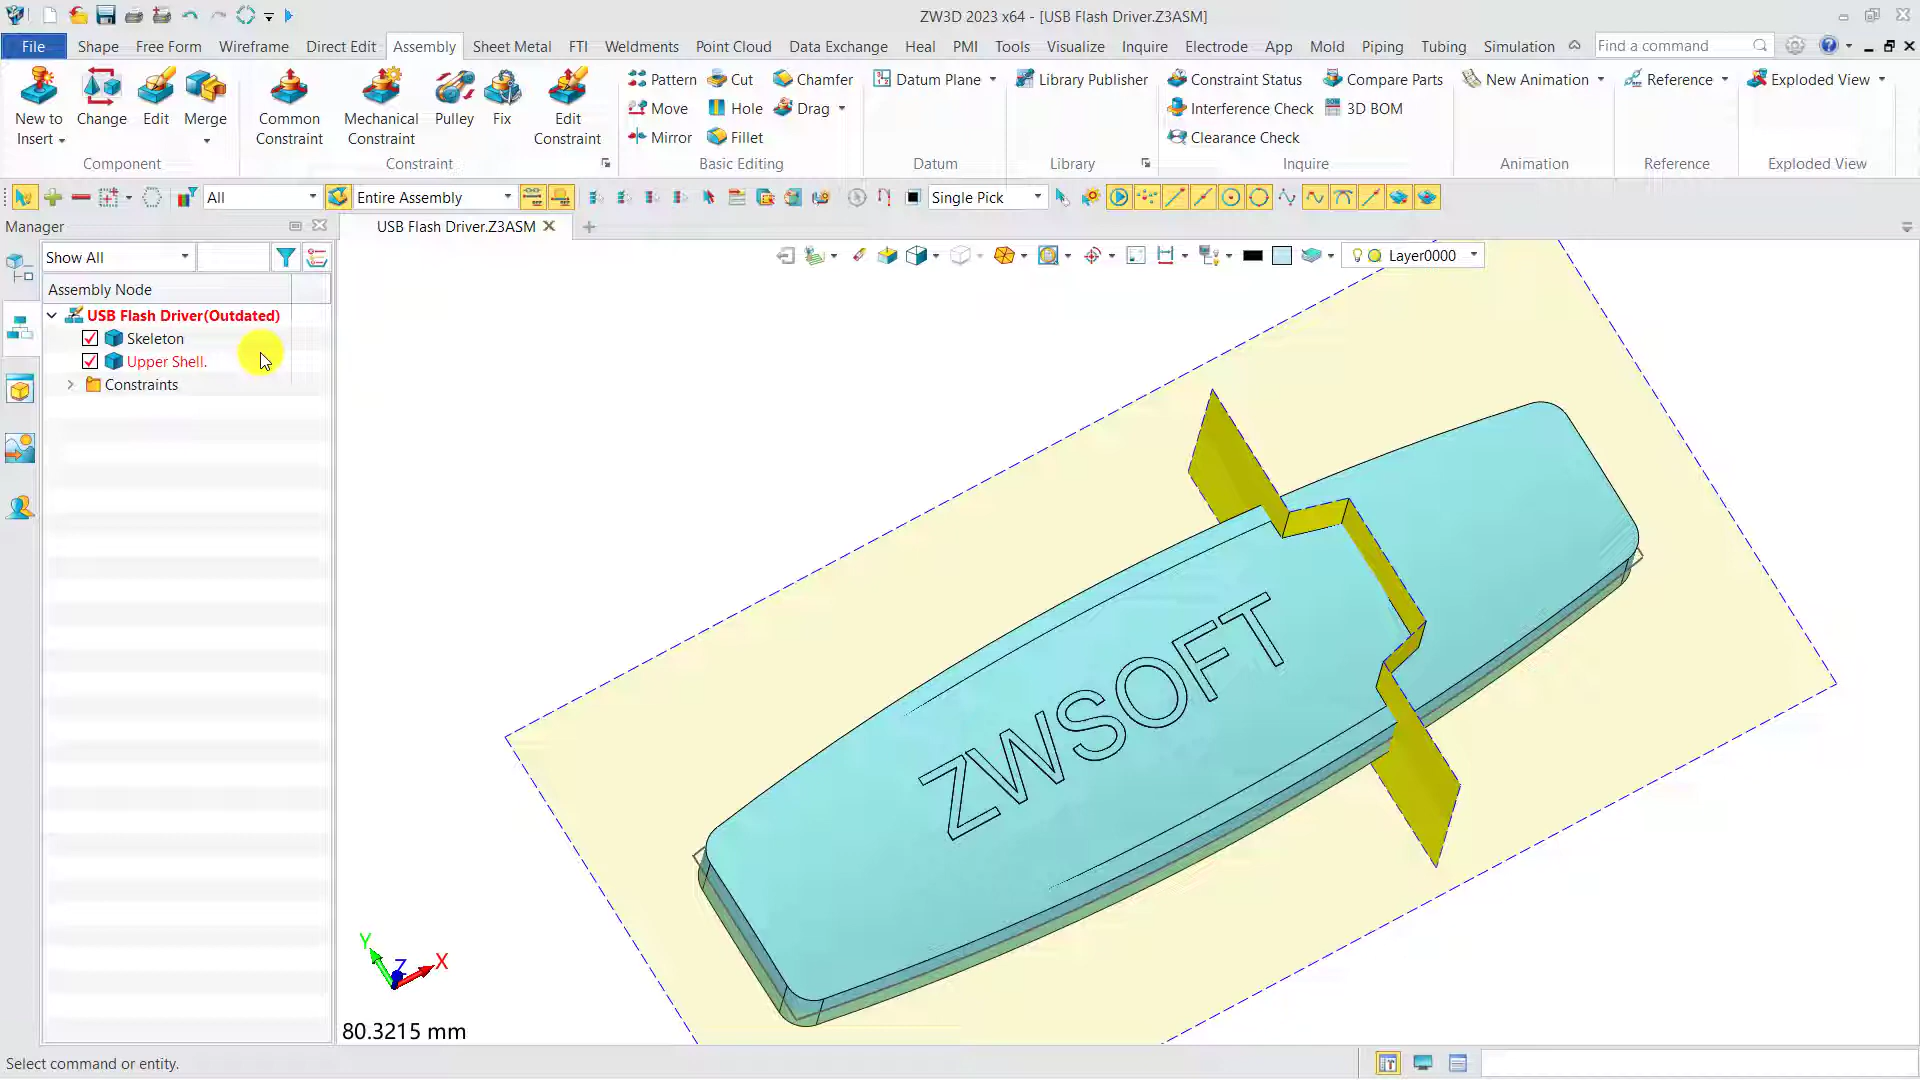 ZW3D 2023 x64 - [USB Flash Driver.Z3ASM]
File Shape Free Form Wireframe Direct Edit Assembly Sheet Metal FTI Weldments Point Cloud Data Exchange Heal PMI Tools Visualize Inquire Electrode App Mold Piping Tubing Simulation Find a command
New to Insert Change Edit Merge
Component
Common Constraint Mechanical Constraint Pulley Fix Edit Constraint
Constraint
Pattern Cut Chamfer
Move Hole Drag
Mirror Fillet
Basic Editing
Datum Plane
Datum
Library Publisher
Library
Constraint Status Compare Parts
Interference Check 3D BOM
Clearance Check
Inquire
New Animation
Animation
Reference
Reference
Exploded View
Exploded View
All Entire Assembly Single Pick
Manager
USB Flash Driver.Z3ASM
Show All
Layer0000
Assembly Node
USB Flash Driver(Outdated)
Skeleton
Upper Shell.
Constraints
ZWSOFT
Y
Z
X
80.3215 mm
Select command or entity.